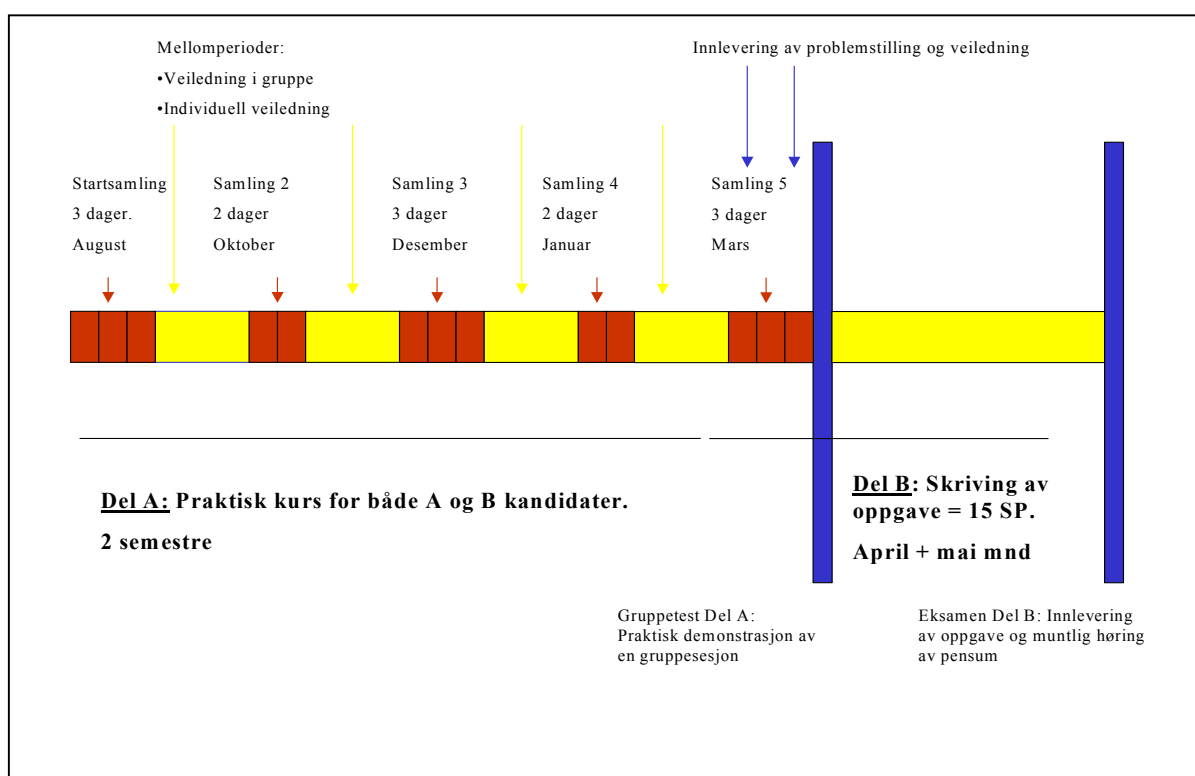 Mellomperioder:
•Veiledning i gruppe
•Individuell veiledning
Innlevering av problemstilling og veiledning
Startsamling
3 dager.
August
Samling 2
2 dager
Oktober
Samling 3
3 dager
Desember
Samling 4
2 dager
Januar
Samling 5
3 dager
Mars
Del A: Praktisk kurs for både A og B kandidater.
2 semestre
Del B: Skriving av
oppgave = 15 SP.
April + mai mnd
Gruppetest Del A:
Praktisk demonstrasjon av
en gruppesesjon
Eksamen Del B: Innlevering
av oppgave og muntlig høring
av pensum